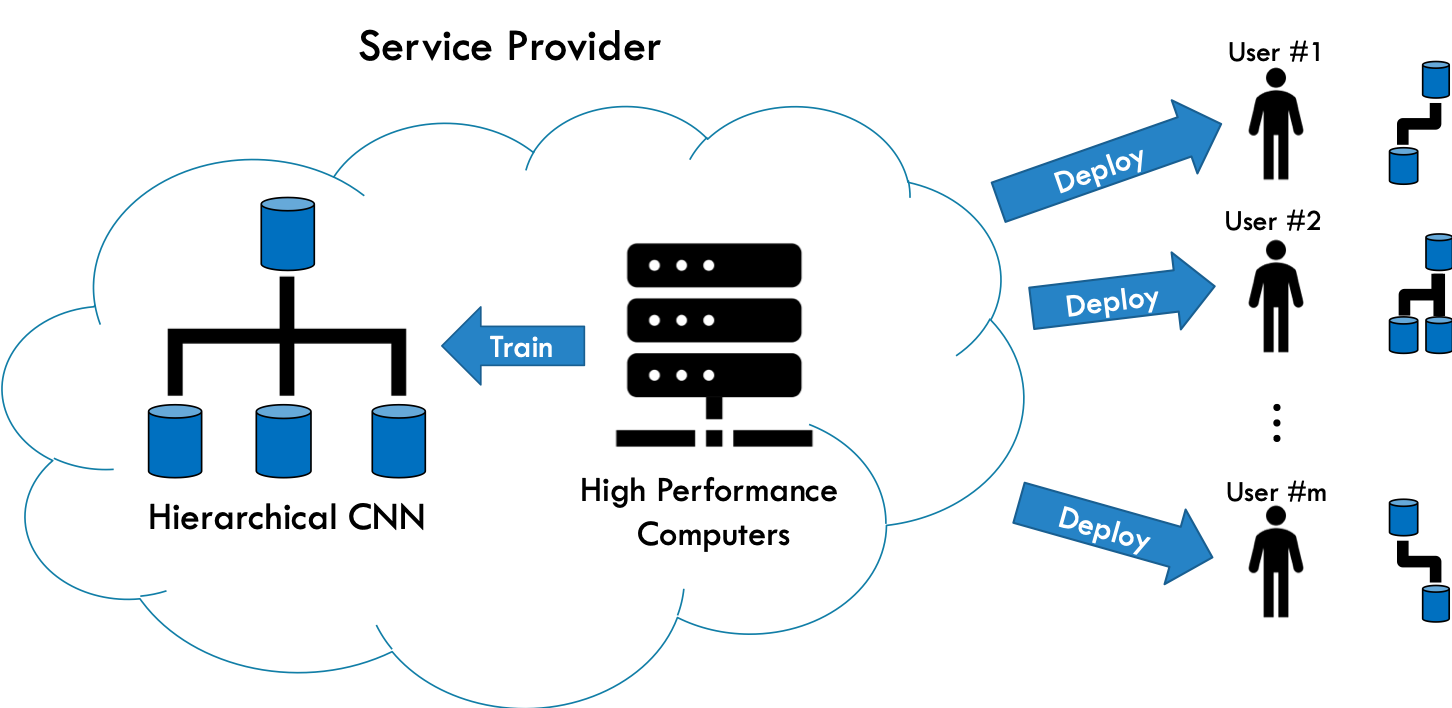 Service Provider
User #1
Deploy
User #2
Deploy
Train
User #m
Deploy
High Performance
Computers
Hierarchical CNN